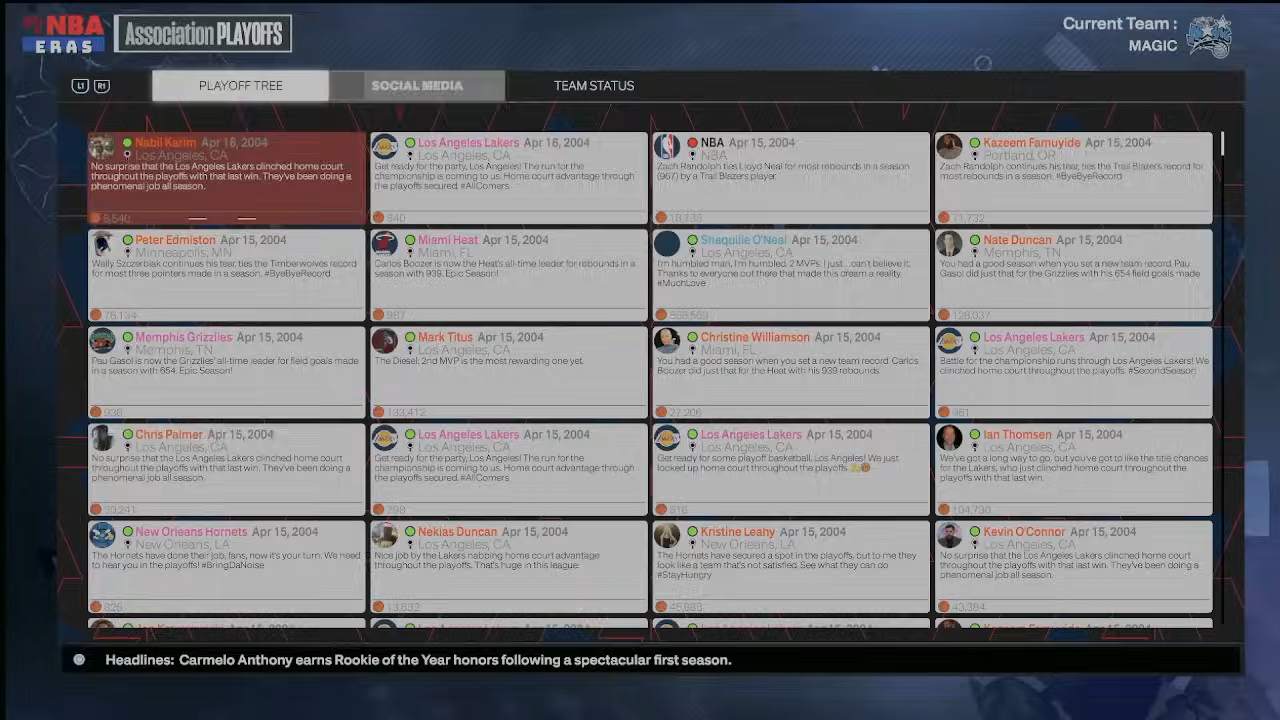 MY NBA
ERAS
Association PLAYOFFS
Current Team :
MAGIC
L1 R1
PLAYOFF TREE
SOCIAL MEDIA
TEAM STATUS
Nabil Karim Apr 16, 2004
Los Angeles, CA
No surprise that the Los Angeles Lakers clinched home court
throughout the playoffs with that last win. They've been doing a
phenomenal job all season.
5,540
Los Angeles Lakers Apr 16, 2004
Los Angeles, CA
Get ready for the party, Los Angeles! The run for the
championship is coming to us. Home court advantage through
the playoffs secured. #AllComers
840
NBA Apr 15, 2004
NBA
Zach Randolph ties Lloyd Neal for most rebounds in a season
(967) by a Trail Blazers player.
Kazeem Famuyide Apr 15, 2004
Portland, OR
Zach Randolph continues his tear, ties the Trail Blazers record for
most rebounds in a season. #ByeByeRecord
71,732
Peter Edmiston Apr 15, 2004
Minneapolis, MN
Wally Szczerbiak continues his tear, ties the Timberwolves record
for most three pointers made in a season. #ByeByeRecord
76,134
Miami Heat Apr 15, 2004
Miami, FL
Carlos Boozer is now the Heat's all-time leader for rebounds in a
season with 939. Epic Season!
987
Shaquille O'Neal Apr 15, 2004
Los Angeles, CA
I'm humbled man, I'm humbled. 2 MVPs. I just...can't believe it.
Thanks to everyone out there that made this dream a reality.
#MuchLove
Nate Duncan Apr 15, 2004
Memphis, TN
You had a good season when you set a new team record. Pau
Gasol did just that for the Grizzlies with his 654 field goals made
128,037
Memphis Grizzlies Apr 15, 2004
Memphis, TN
Pau Gasol is now the Grizzlies' all-time leader for field goals made
in a season with 654. Epic Season!
938
Mark Titus Apr 15, 2004
Los Angeles, CA
The Diesel: 2nd MVP is the most rewarding one yet.
133,412
Christine Williamson Apr 15, 2004
Miami, FL
You had a good season when you set a new team record. Carlos
Boozer did just that for the Heat with his 939 rebounds.
27,206
Los Angeles Lakers Apr 15, 2004
Los Angeles, CA
Battle for the championship runs through Los Angeles Lakers! We
clinched home court throughout the playoffs. #SecondSeason
961
Chris Palmer Apr 15, 2004
Los Angeles, CA
No surprise that the Los Angeles Lakers clinched home court
throughout the playoffs with that last win. They've been doing a
phenomenal job all season.
30,241
Los Angeles Lakers Apr 15, 2004
Los Angeles, CA
Get ready for the party, Los Angeles! The run for the
championship is coming to us. Home court advantage through
the playoffs secured. #AllComers
798
Los Angeles Lakers Apr 15, 2004
Los Angeles, CA
Get ready for some playoff basketball, Los Angeles! We just
locked up home court throughout the playoffs.
816
Ian Thomsen Apr 15, 2004
Los Angeles, CA
We've got a long way to go, but you've got to like the title chances
for the Lakers, who just clinched home court throughout the
playoffs with that last win.
104,730
New Orleans Hornets Apr 15, 2004
New Orleans, LA
The Hornets have done their job, fans, now it's your turn. We need
to hear you in the playoffs! #BringDaNoise
826
Nekias Duncan Apr 15, 2004
Los Angeles, CA
Nice job by the Lakers nabbing home court advantage
throughout the playoffs. That's huge in this league.
13,632
Kristine Leahy Apr 15, 2004
New Orleans, LA
The Hornets have secured a spot in the playoffs, but to me they
look like a team that's not satisfied. See what they can do
#StayHungry
Kevin O'Connor Apr 15, 2004
Los Angeles, CA
No surprise that the Los Angeles Lakers clinched home court
throughout the playoffs with that last win. They've been doing a
phenomenal job all season.
43,384
Headlines: Carmelo Anthony earns Rookie of the Year honors following a spectacular first season.